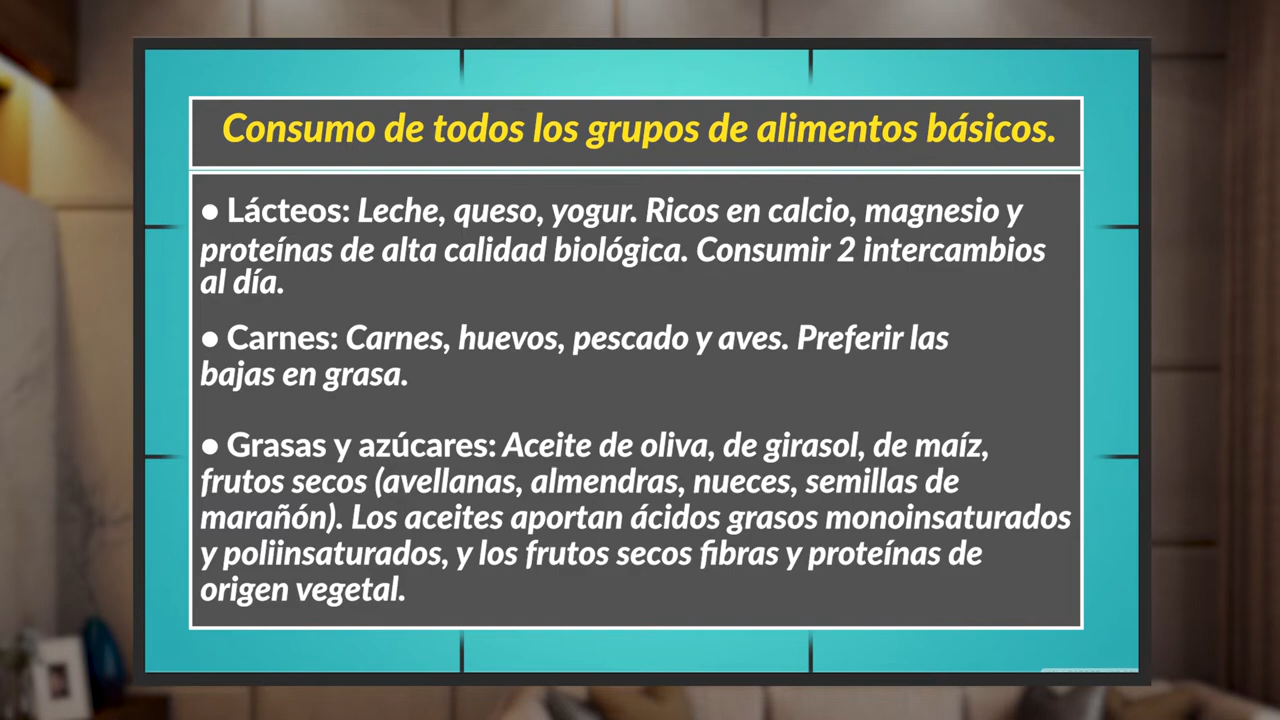 Consumo de todos los grupos de alimentos básicos.
● Lácteos: Leche, queso, yogur. Ricos en calcio, magnesio y
proteínas de alta calidad biológica. Consumir 2 intercambios
al día.
● Carnes: Carnes, huevos, pescado y aves. Preferir las
bajas en grasa.
● Grasas y azúcares: Aceite de oliva, de girasol, de maíz,
frutos secos (avellanas, almendras, nueces, semillas de
marañón). Los aceites aportan ácidos grasos monoinsaturados
y poliinsaturados, y los frutos secos fibras y proteínas de
origen vegetal.